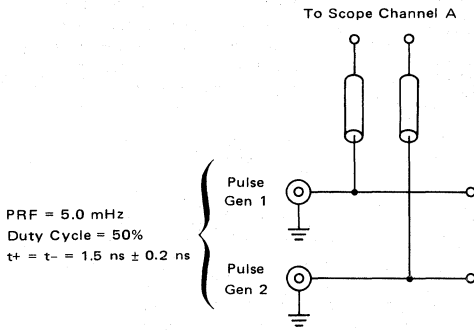 To Scope Channel A
Pulse
Gen 1
PRF = 5.0 mHz
Duty Cycle = 50%
t+ = t– = 1.5 ns ± 0.2 ns
Pulse
Gen 2